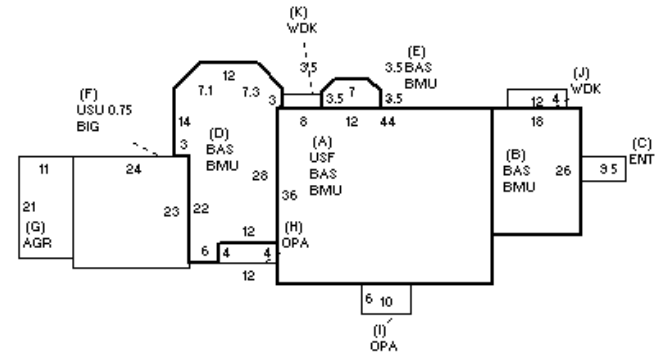 (K)
WDK
3.5
(E)
3.5 BAS
BMU
12
7.1 7.3
3
3.5 7 3.5
(J)
WDK
12 4
(F)
USU 0.75
BIG
14
3
(D)
BAS
BMU
8 12 44
(A)
USF
BAS
BMU
18
(B)
BAS
BMU
26
(C)
ENT
9 5
11
24
28
36
21
(G)
AGR
23 22
12
(H)
OPA
6 4 4
12
6 10
(I)
OPA